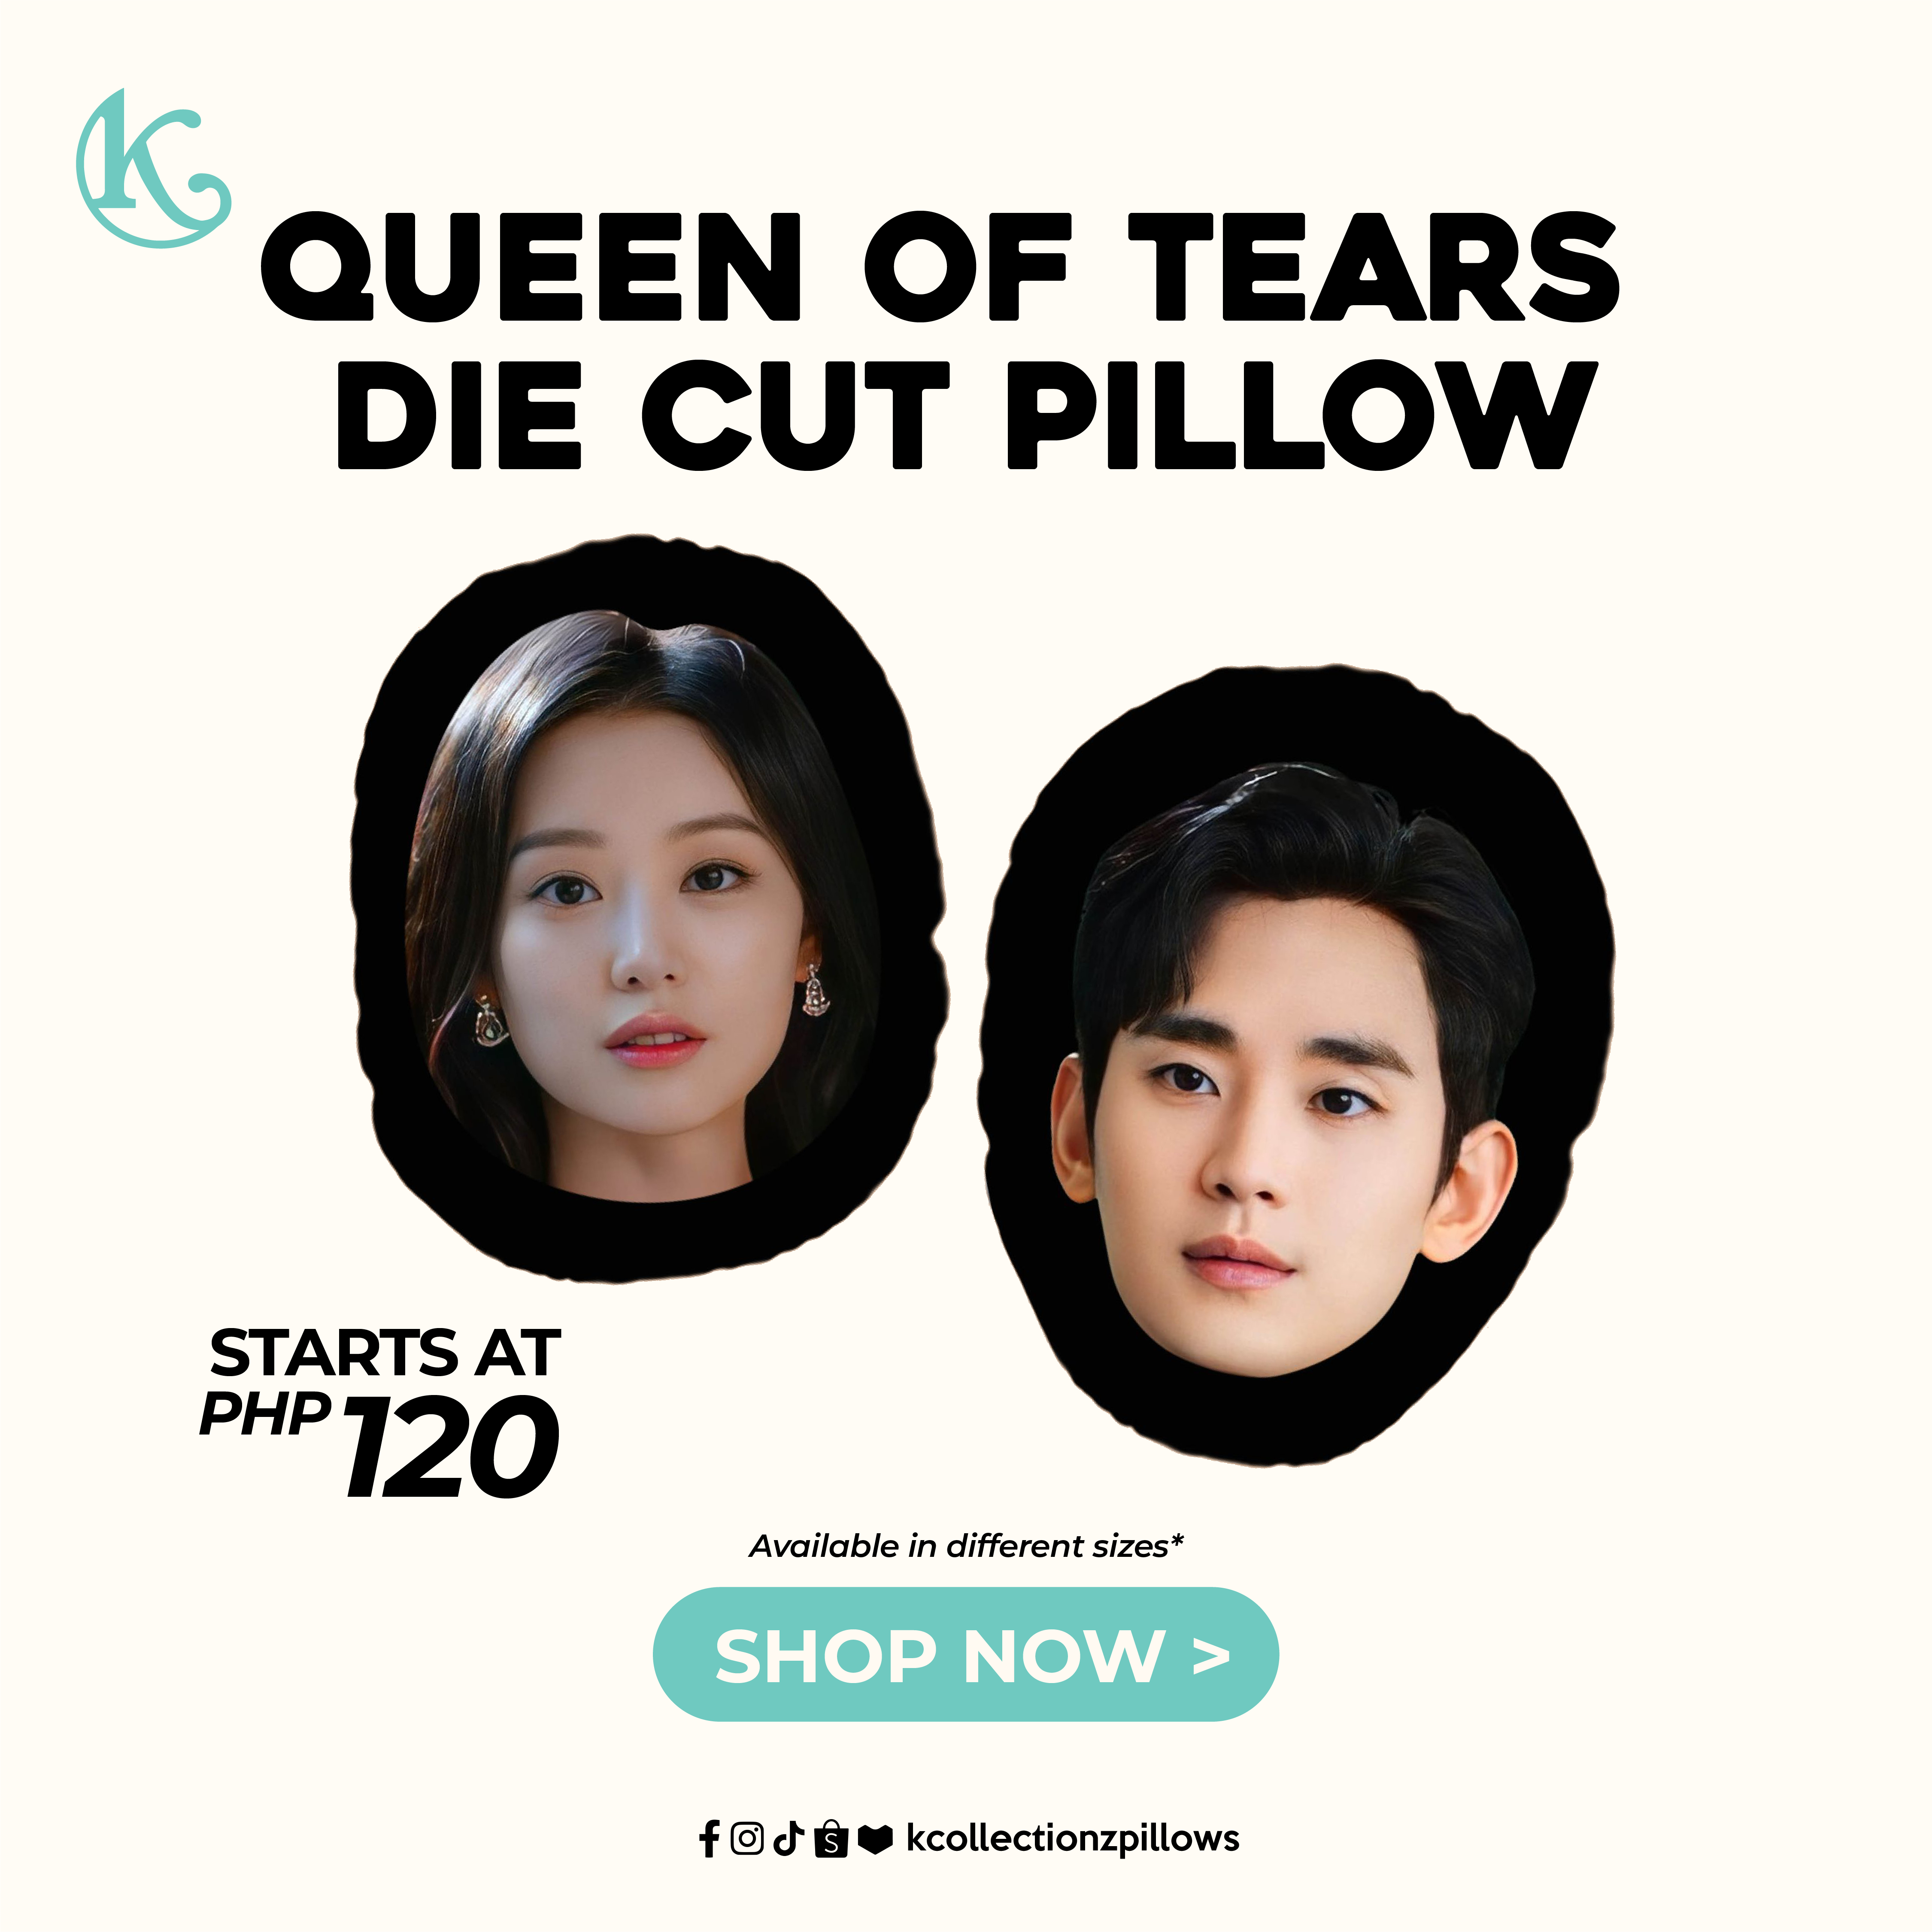 K
QUEEN OF TEARS
DIE CUT PILLOW
STARTS AT
PHP 120
Available in different sizes*
SHOP NOW >
kcollectionzpillows